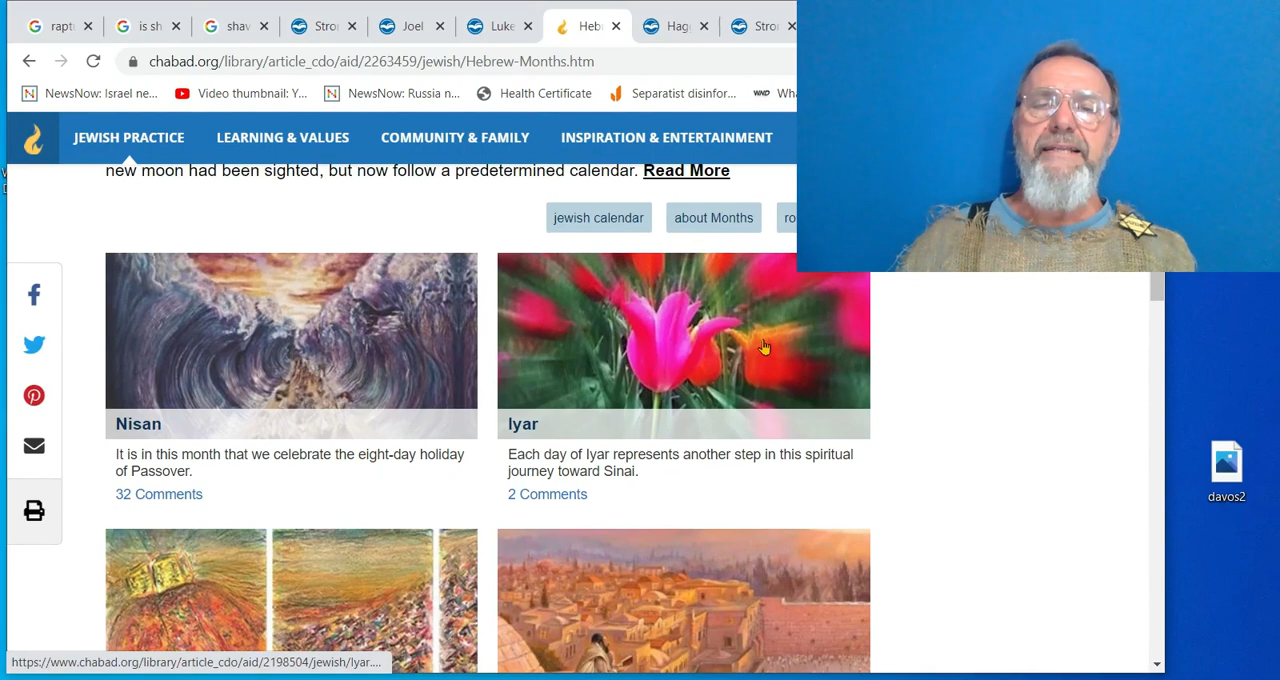 rapt
is sh
shav
Stro
Joel
Luke
Heb
Hag
Stro
chabad.org/library/article_cdo/aid/2263459/jewish/Hebrew-Months.htm
NewsNow: Israel ne...
Video thumbnail: Y...
NewsNow: Russia n...
Health Certificate
Separatist disinfor...
WND
Wha
JEWISH PRACTICE
LEARNING & VALUES
COMMUNITY & FAMILY
INSPIRATION & ENTERTAINMENT
new moon had been sighted, but now follow a predetermined calendar. Read More
jewish calendar
about Months
ro
Nisan
It is in this month that we celebrate the eight-day holiday
of Passover.
32 Comments
Iyar
Each day of Iyar represents another step in this spiritual
journey toward Sinai.
2 Comments
davos2
https://www.chabad.org/library/article_cdo/aid/2198504/jewish/Iyar....